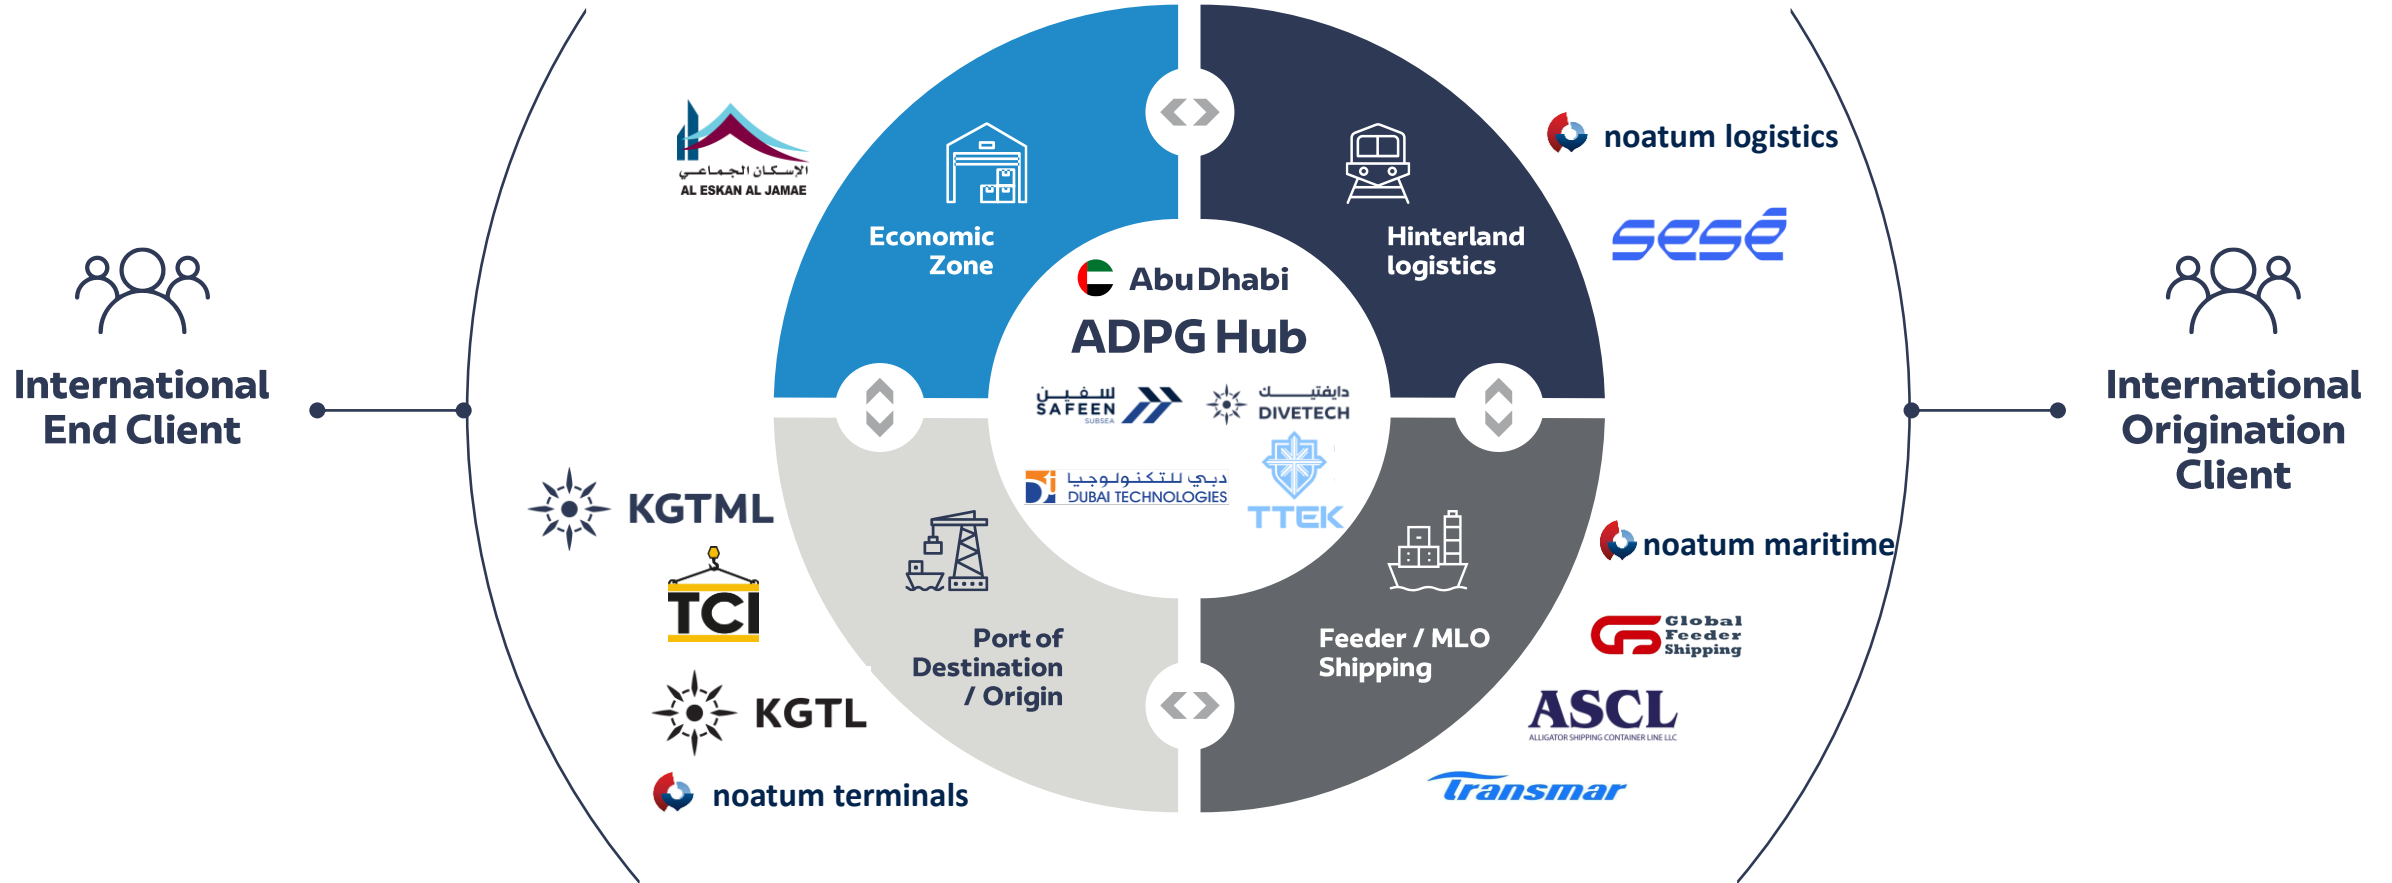 International
End Client
الإسكان الجماعي
AL ESKAN AL JAMAE
Economic
Zone
Hinterland
logistics
noatum logistics
sesé
Abu Dhabi
ADPG Hub
سفين
SAFEEN
SUBSEA
دايفتيك
DIVETECH
دبي للتكنولوجيا
DUBAI TECHNOLOGIES
TTEK
International
Origination
Client
KGTML
TCI
KGTL
noatum terminals
Port of
Destination
/ Origin
Feeder / MLO
Shipping
noatum maritime
Global
Feeder
Shipping
ASCL
ALLIGATOR SHIPPING CONTAINER LINE LLC
Transmar